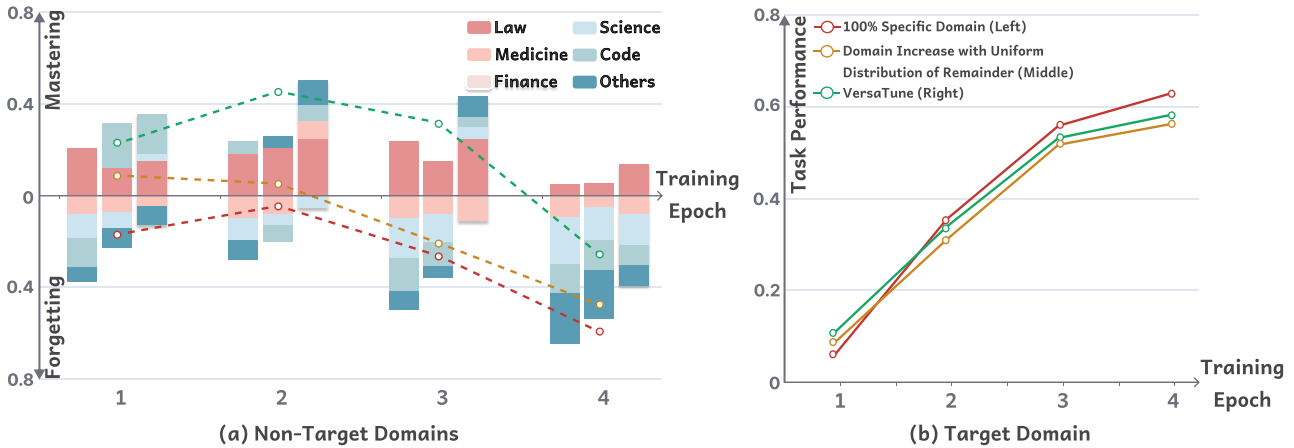 0.8
0.4
0
0.4
0.8
Mastering
Forgetting
Law
Medicine
Finance
Science
Code
Others
Training
Epoch
1
2
3
4
(a) Non-Target Domains
0.8
0.6
0.4
0.2
0
Task Performance
100% Specific Domain (Left)
Domain Increase with Uniform
Distribution of Remainder (Middle)
VersaTune (Right)
Training
Epoch
1
2
3
4
(b) Target Domain